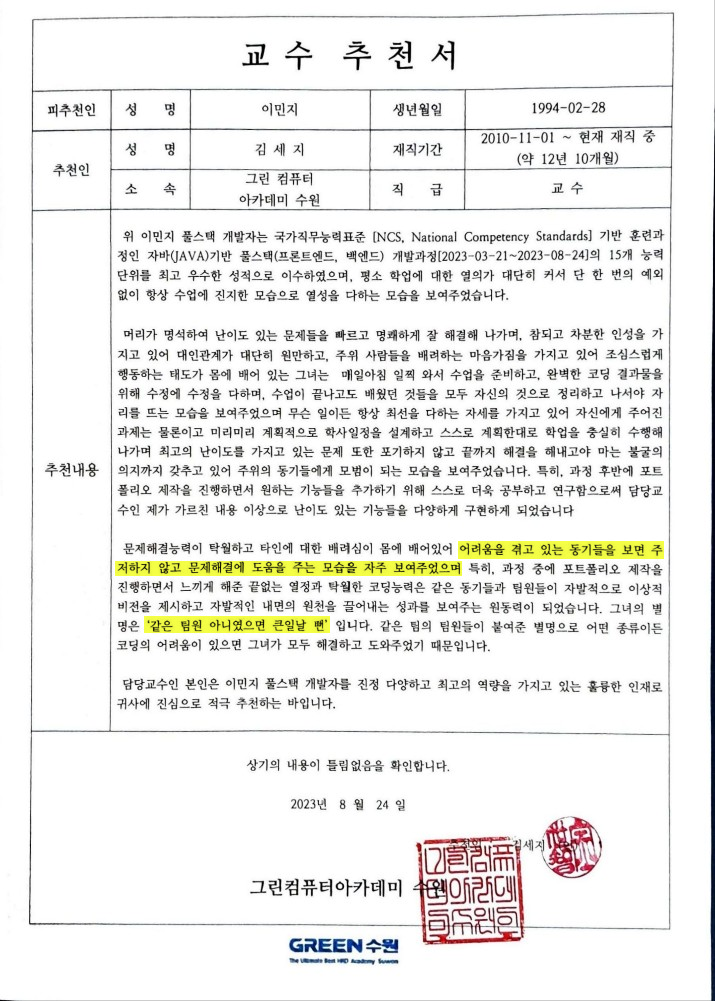 교 수 추 천 서
피추천인 성 명 이민지 생년월일 1994-02-28
추천인 성 명 김세지 재직기간 2010-11-01 ~ 현재 재직 중
(약 12년 10개월)
소 속 그린 컴퓨터
아카데미 수원 직 급 교 수
추천내용
위 이민지 풀스택 개발자는 국가직무능력표준 [NCS, National Competency Standards] 기반 훈련과
정인 자바(JAVA)기반 풀스택(프론트엔드, 백엔드) 개발과정[2023-03-21~2023-08-24]의 15개 능력
단위를 최고 우수한 성적으로 이수하였으며, 평소 학업에 대한 열의가 대단히 커서 단 한 번의 예외
없이 항상 수업에 진지한 모습으로 열성을 다하는 모습을 보여주었습니다.
머리가 명석하여 난이도 있는 문제들을 빠르고 명쾌하게 잘 해결해 나가며, 참되고 차분한 인성을 가
지고 있어 대인관계가 대단히 원만하고, 주위 사람들을 배려하는 마음가짐을 가지고 있어 조심스럽게
행동하는 태도가 몸에 배어 있는 그녀는 매일아침 일찍 와서 수업을 준비하고, 완벽한 코딩 결과물을
위해 수정에 수정을 다하며, 수업이 끝나고도 배웠던 것들을 모두 자신의 것으로 정리하고 나서야 자
리를 뜨는 모습을 보여주었으며 무슨 일이든 항상 최선을 다하는 자세를 가지고 있어 자신에게 주어진
과제는 물론이고 미리미리 계획적으로 학사일정을 설계하고 스스로 계획한대로 학업을 충실히 수행해
나가며 최고의 난이도를 가지고 있는 문제 또한 포기하지 않고 끝까지 해결을 해내고야 마는 불굴의
의지까지 갖추고 있어 주위의 동기들에게 모범이 되는 모습을 보여주었습니다. 특히, 과정 후반에 포트
폴리오 제작을 진행하면서 원하는 기능들을 추가하기 위해 스스로 더욱 공부하고 연구함으로써 담당교
수인 제가 가르친 내용 이상으로 난이도 있는 기능들을 다양하게 구현하게 되었습니다
문제해결능력이 탁월하고 타인에 대한 배려심이 몸에 배어있어 어려움을 겪고 있는 동기들을 보면 주
저하지 않고 문제해결에 도움을 주는 모습을 자주 보여주었으며 특히, 과정 중에 포트폴리오 제작을
진행하면서 느끼게 해준 끝없는 열정과 탁월한 코딩능력은 같은 동기들과 팀원들이 자발적으로 이상적
비전을 제시하고 자발적인 내면의 원천을 끌어내는 성과를 보여주는 원동력이 되었습니다. 그녀의 별
명은 '같은 팀원 아니였으면 큰일날 뻔' 입니다. 같은 팀의 팀원들이 붙여준 별명으로 어떤 종류이든
코딩의 어려움이 있으면 그녀가 모두 해결하고 도와주었기 때문입니다.
담당교수인 본인은 이민지 풀스택 개발자를 진정 다양하고 최고의 역량을 가지고 있는 훌륭한 인재로
귀사에 진심으로 적극 추천하는 바입니다.
상기의 내용이 틀림없음을 확인합니다.
2023년 8 월 24 일
김세지
그린컴퓨터아카데미 수원
GREEN 수원
The Ultimate Best HRD Academy Suwon